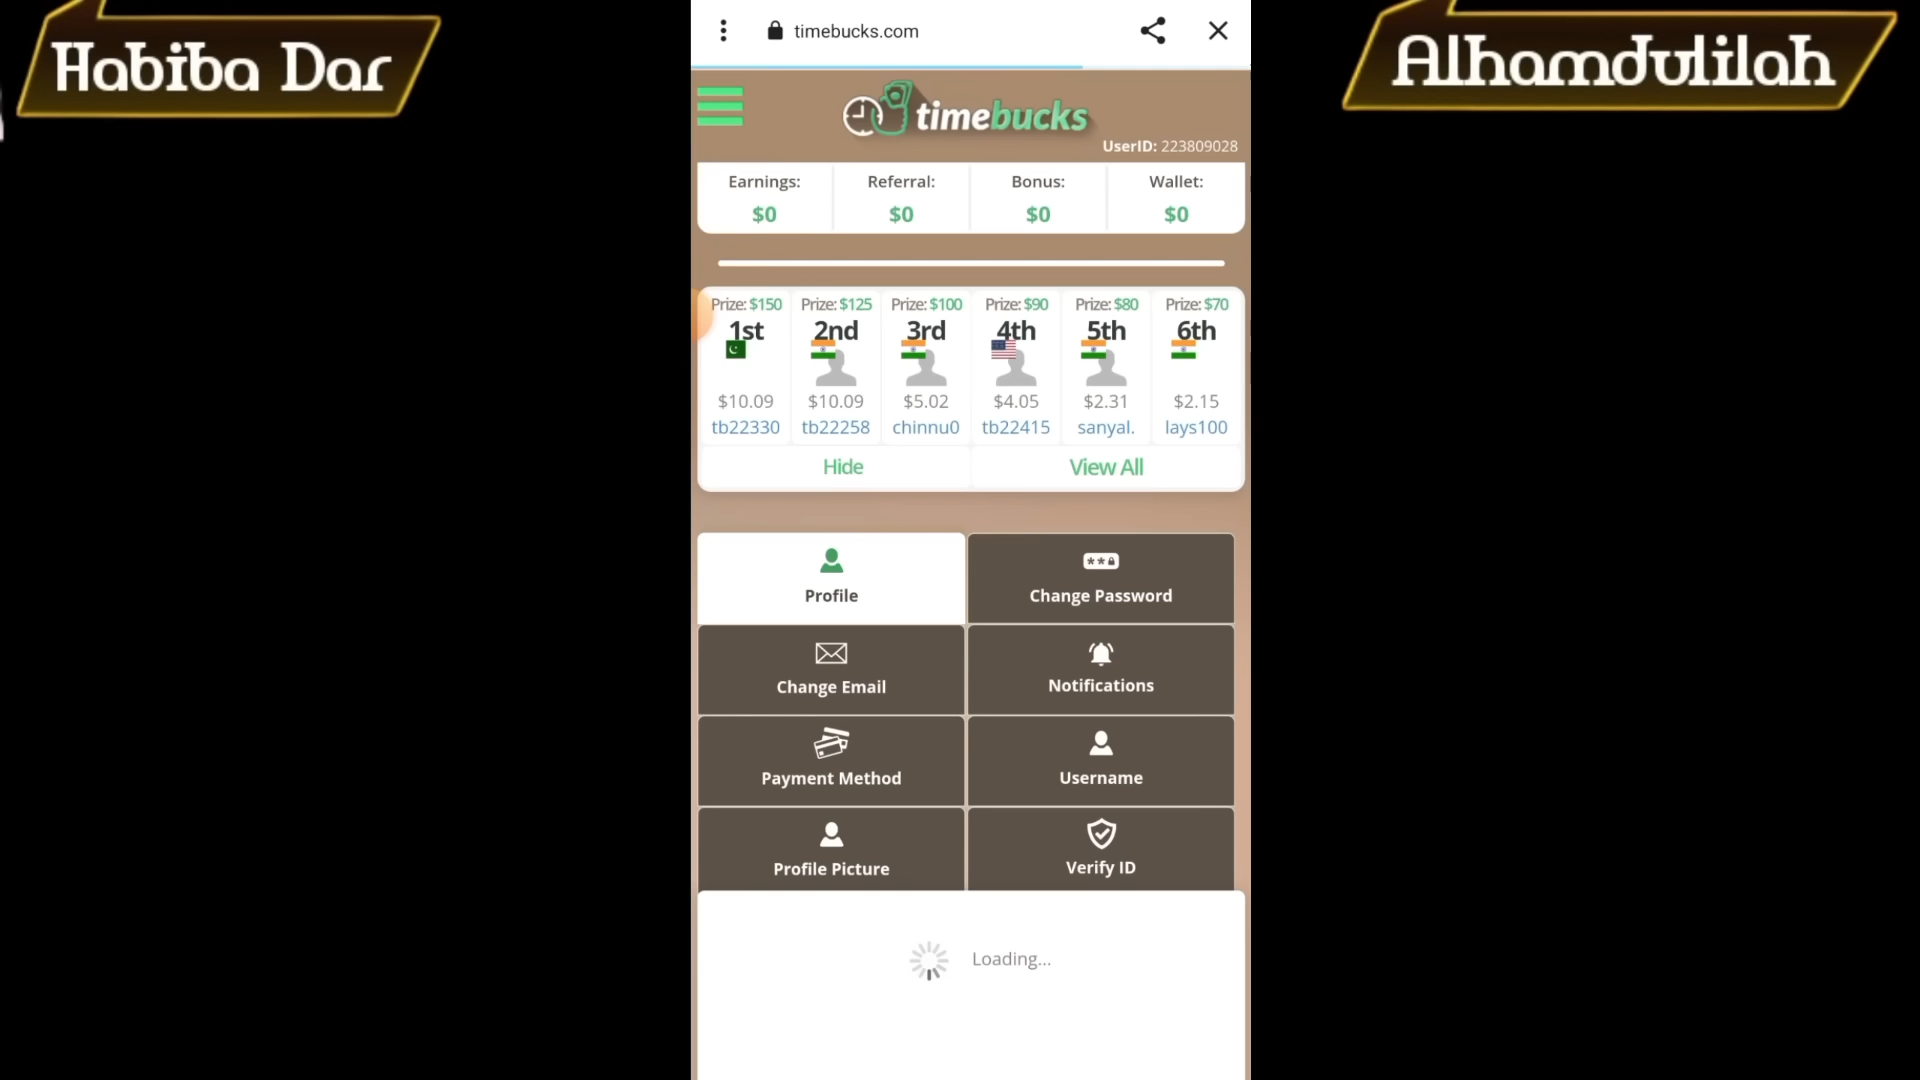 Habiba Dar
Alhamdulilah
timebucks.com
timebucks
UserID: 223809028
Earnings: Referral: Bonus: Wallet:
$0 $0 $0 $0
Prize: $150 Prize: $125 Prize: $100 Prize: $90 Prize: $80 Prize: $70
1st 2nd 3rd 4th 5th 6th
$10.09 $10.09 $5.02 $4.05 $2.31 $2.15
tb22330 tb22258 chinnu0 tb22415 sanyal. lays100
Hide View All
Profile Change Password
Change Email Notifications
Payment Method Username
Profile Picture Verify ID
Loading...